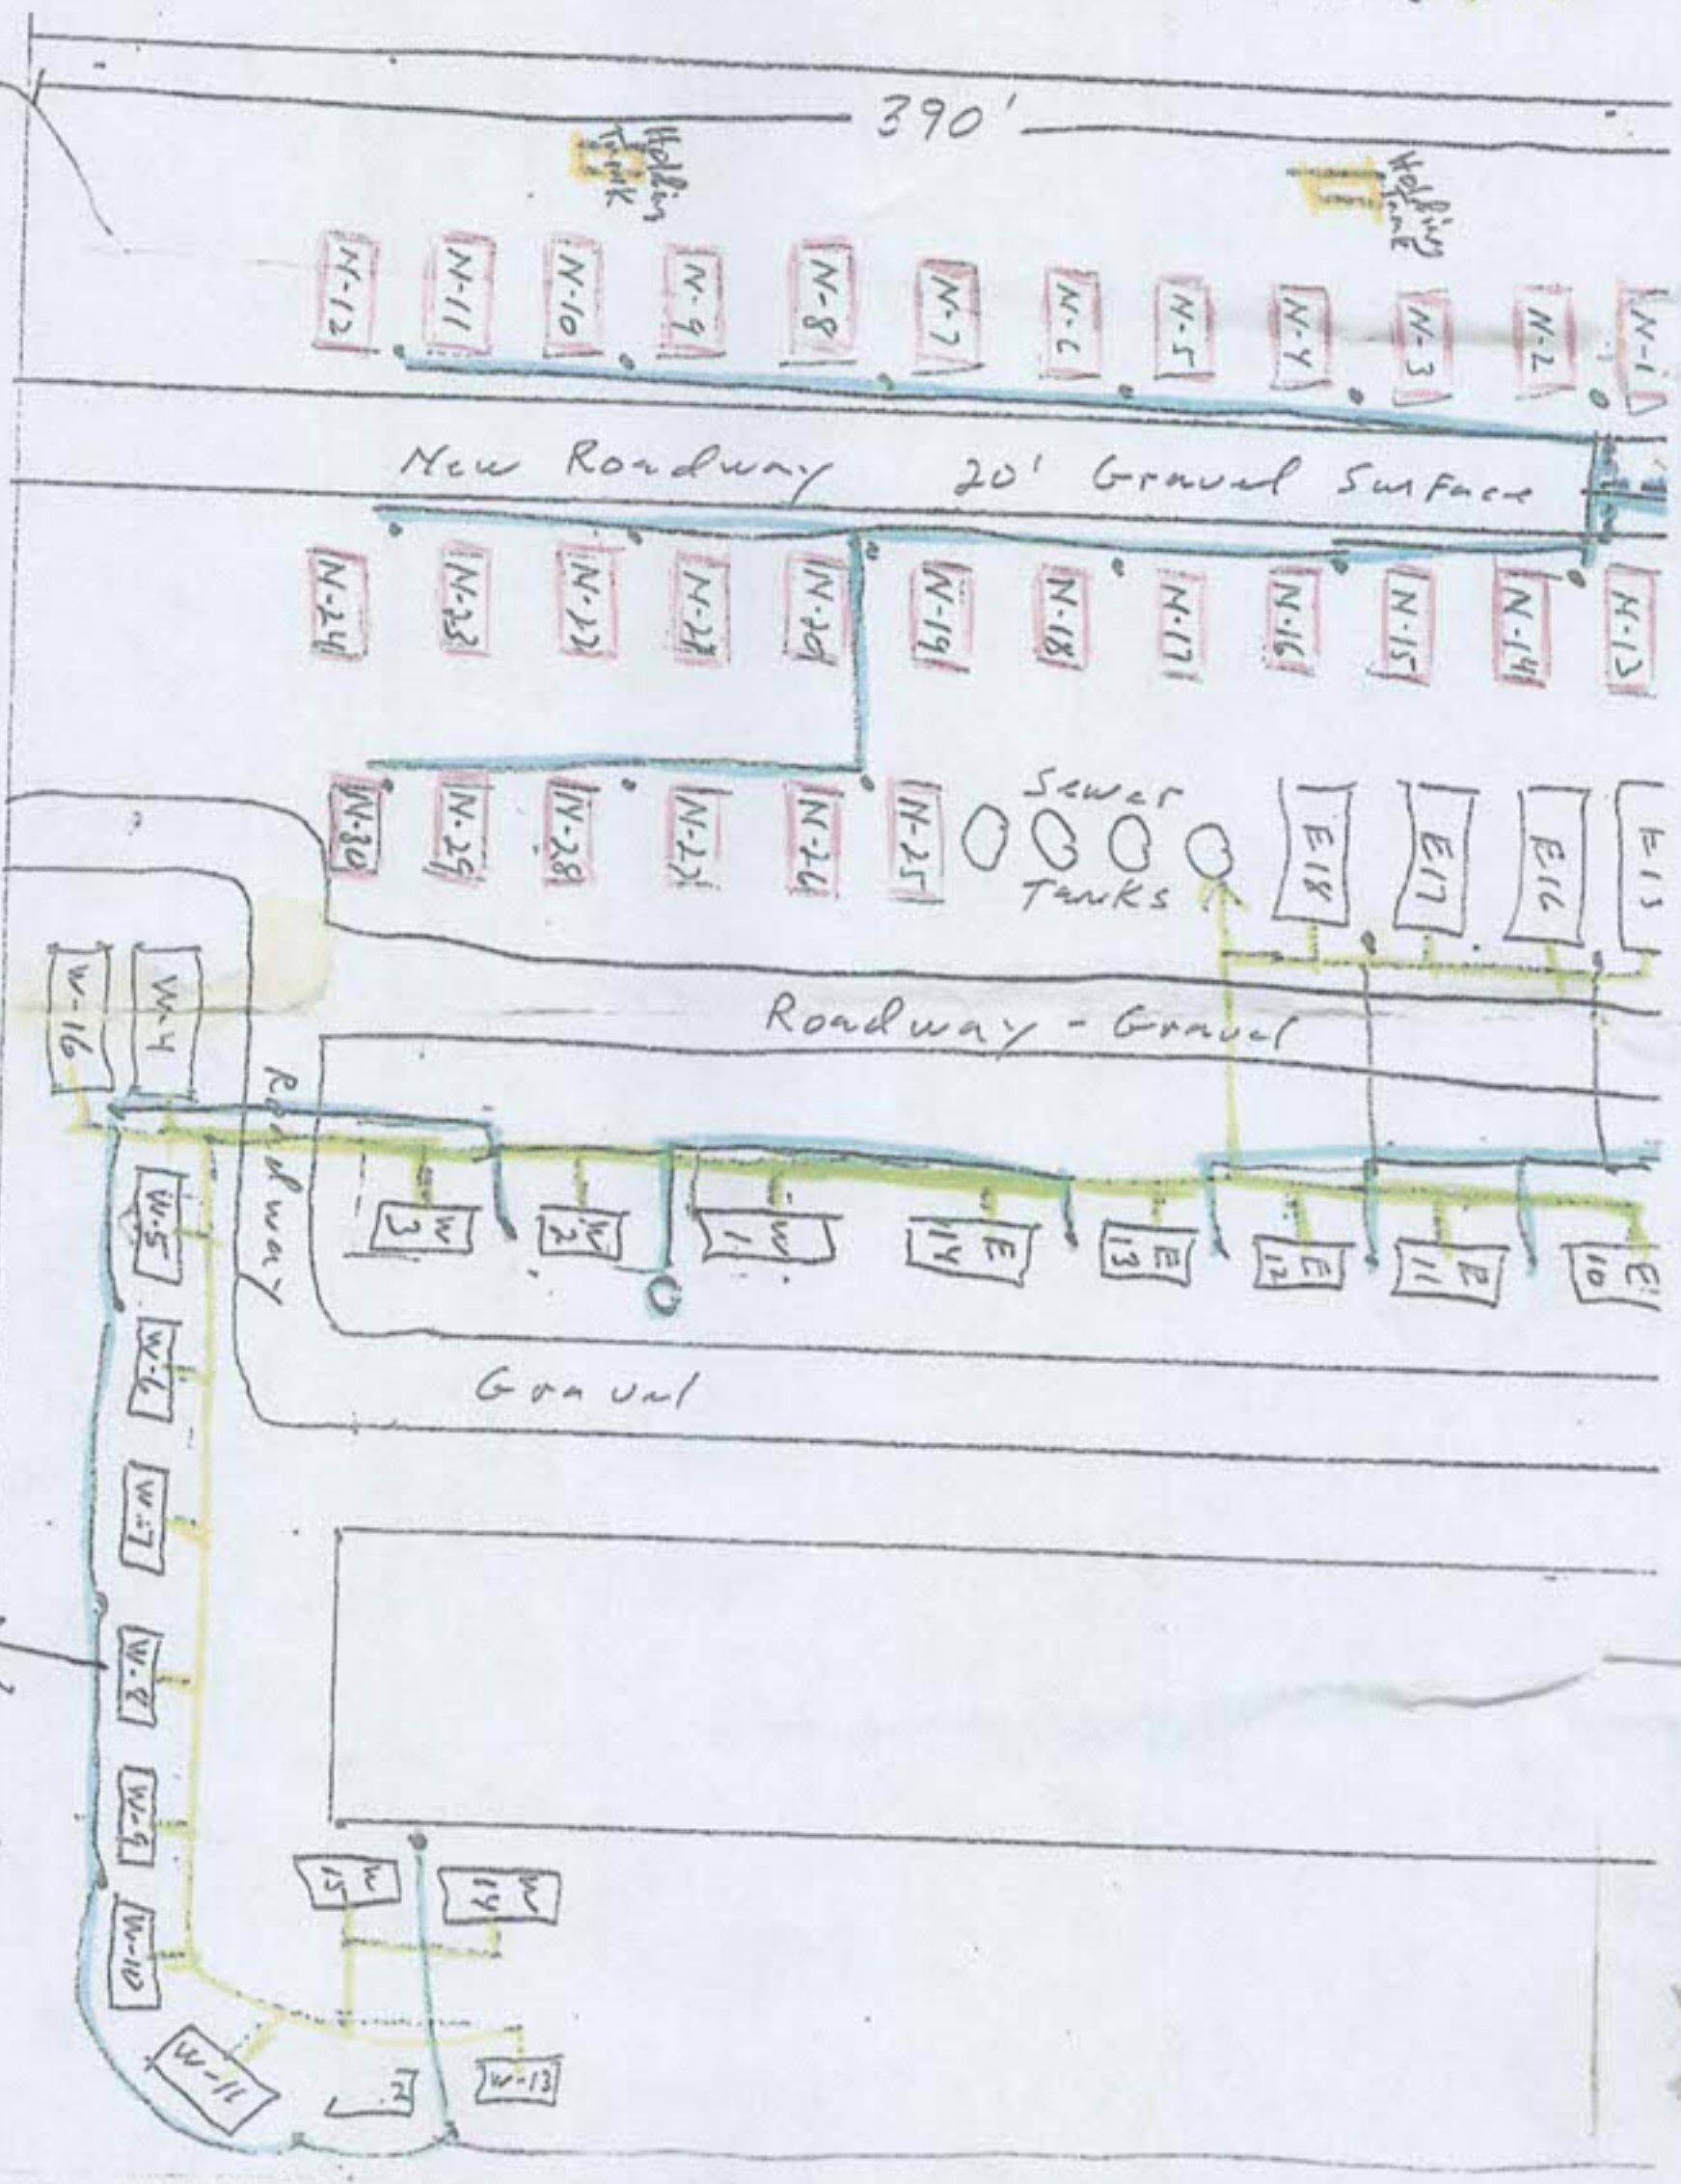 390'
Holding Tank
Holding Tank
N-12
N-11
N-10
N-9
N-8
N-7
N-6
N-5
N-4
N-3
N-2
N-1
New Roadway 20' Gravel Surface
N-24
N-23
N-22
N-20
N-19
N-18
N-17
N-16
N-15
N-14
N-13
N-30
N-29
N-28
N-27
N-26
N-25
Sewer
Tanks
E18
E17
E16
W-16
W-4
Roadway - Gravel
Roadway
W 3
W 2
W 1
E 14
E 13
E 12
E 11
E 10
W-5
W-6
Gravel
W-7
W-8
W-9
W-10
W 15
W 14
W-11
W-13